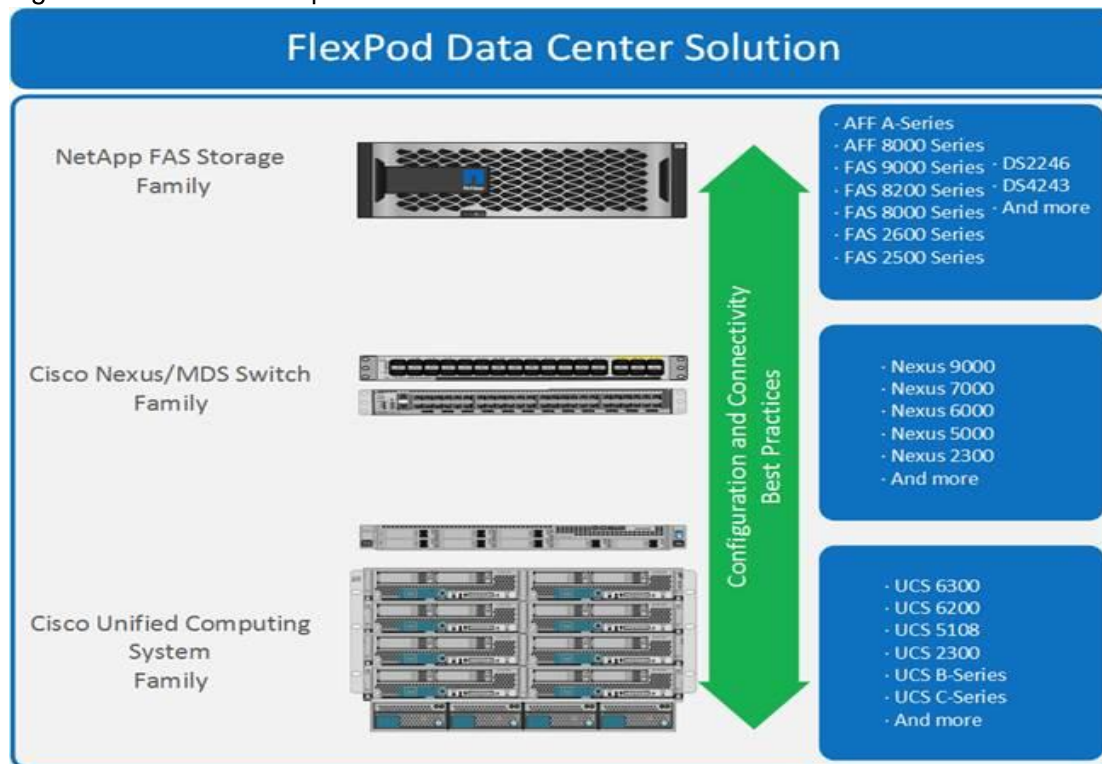 FlexPod Data Center Solution
NetApp FAS Storage
Family
· AFF A-Series
· AFF 8000 Series
· FAS 9000 Series
· FAS 8200 Series
· FAS 8000 Series
· FAS 2600 Series
· FAS 2500 Series
· DS2246
· DS4243
· And more
Configuration and Connectivity
Best Practices
Cisco Nexus/MDS Switch
Family
· Nexus 9000
· Nexus 7000
· Nexus 6000
· Nexus 5000
· Nexus 2300
· And more
Cisco Unified Computing
System
Family
· UCS 6300
· UCS 6200
· UCS 5108
· UCS 2300
· UCS B-Series
· UCS C-Series
· And more